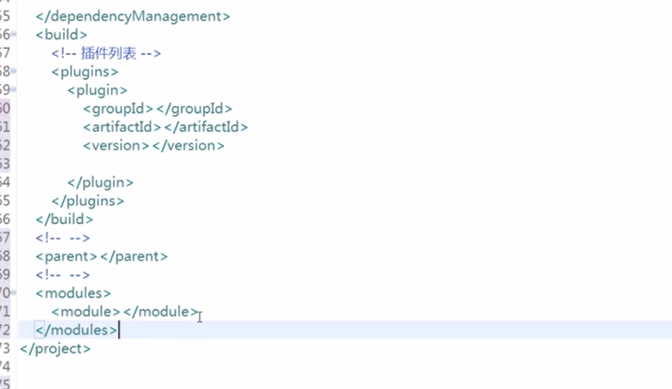 55 </dependencyManagement>
56 <build>
57 <!-- 插件列表 -->
58 <plugins>
59 <plugin>
60 <groupId></groupId>
61 <artifactId></artifactId>
62 <version></version>
63
64 </plugin>
65 </plugins>
66 </build>
67 <!-- -->
68 <parent></parent>
69 <!-- -->
70 <modules>
71 <module></module>
72 </modules>
73 </project>
74
75